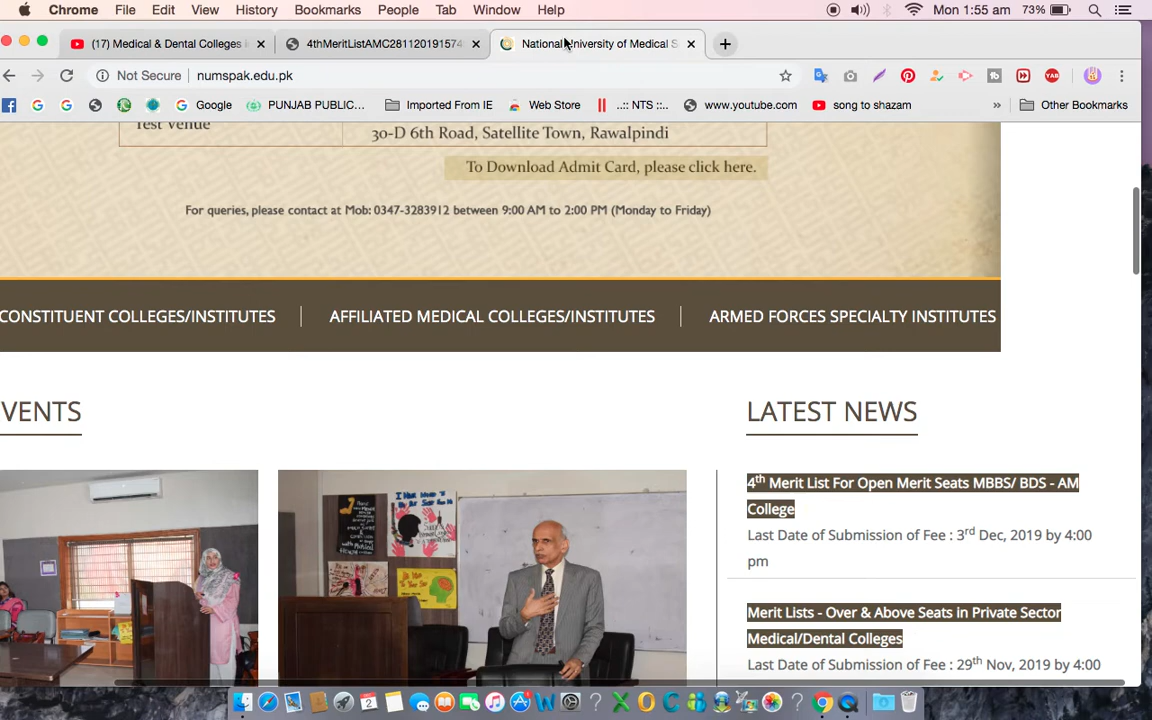 Chrome File Edit View History Bookmarks People Tab Window Help Mon 1:55 am 73%
(17) Medical & Dental Colleges 4thMeritListAMC28112019157 National University of Medical S
Not Secure numspak.edu.pk
Google PUNJAB PUBLIC... Imported From IE Web Store ..:: NTS ::.. www.youtube.com song to shazam » Other Bookmarks
Test Venue
30-D 6th Road, Satellite Town, Rawalpindi
To Download Admit Card, please click here.
For queries, please contact at Mob: 0347-3283912 between 9:00 AM to 2:00 PM (Monday to Friday)
CONSTITUENT COLLEGES/INSTITUTES AFFILIATED MEDICAL COLLEGES/INSTITUTES ARMED FORCES SPECIALTY INSTITUTES
VENTS
LATEST NEWS
4th Merit List For Open Merit Seats MBBS/ BDS - AM
College
Last Date of Submission of Fee : 3rd Dec, 2019 by 4:00
pm
Merit Lists - Over & Above Seats in Private Sector
Medical/Dental Colleges
Last Date of Submission of Fee : 29th Nov, 2019 by 4:00